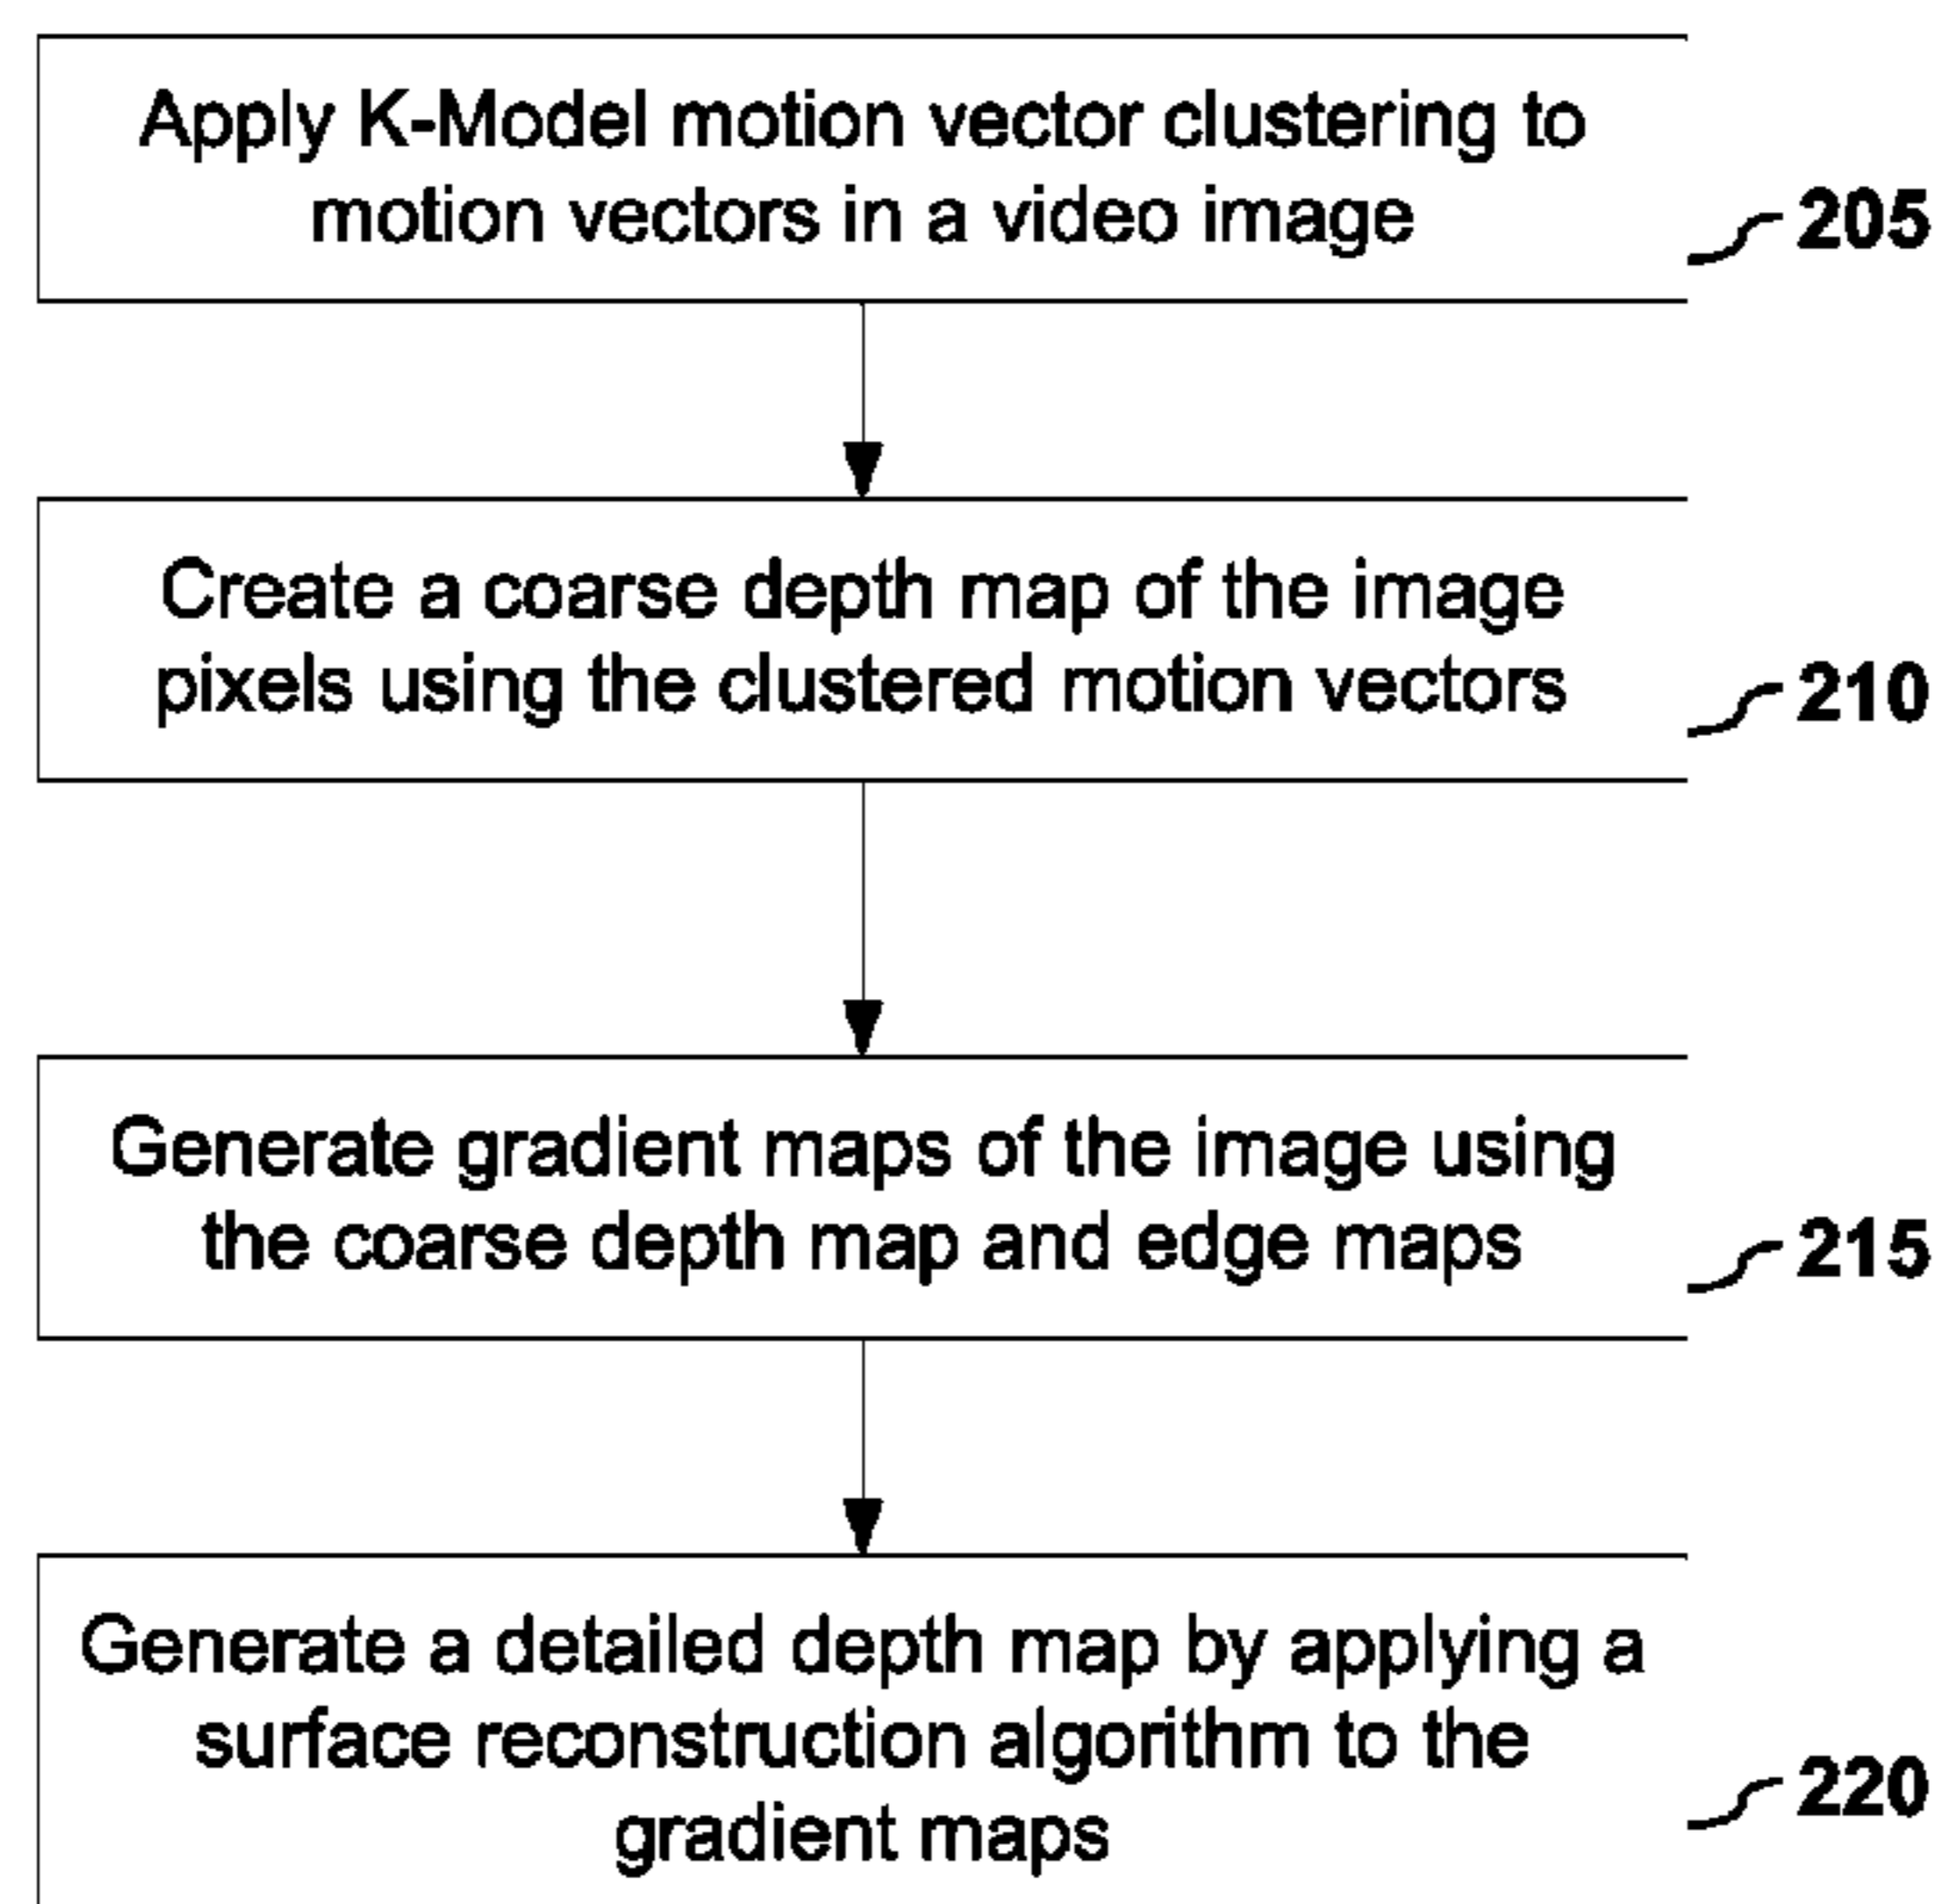 Apply K-Model motion vector clustering to
motion vectors in a video image
205
Create a coarse depth map of the image
pixels using the clustered motion vectors
210
Generate gradient maps of the image using
the coarse depth map and edge maps
215
Generate a detailed depth map by applying a
surface reconstruction algorithm to the
gradient maps
220